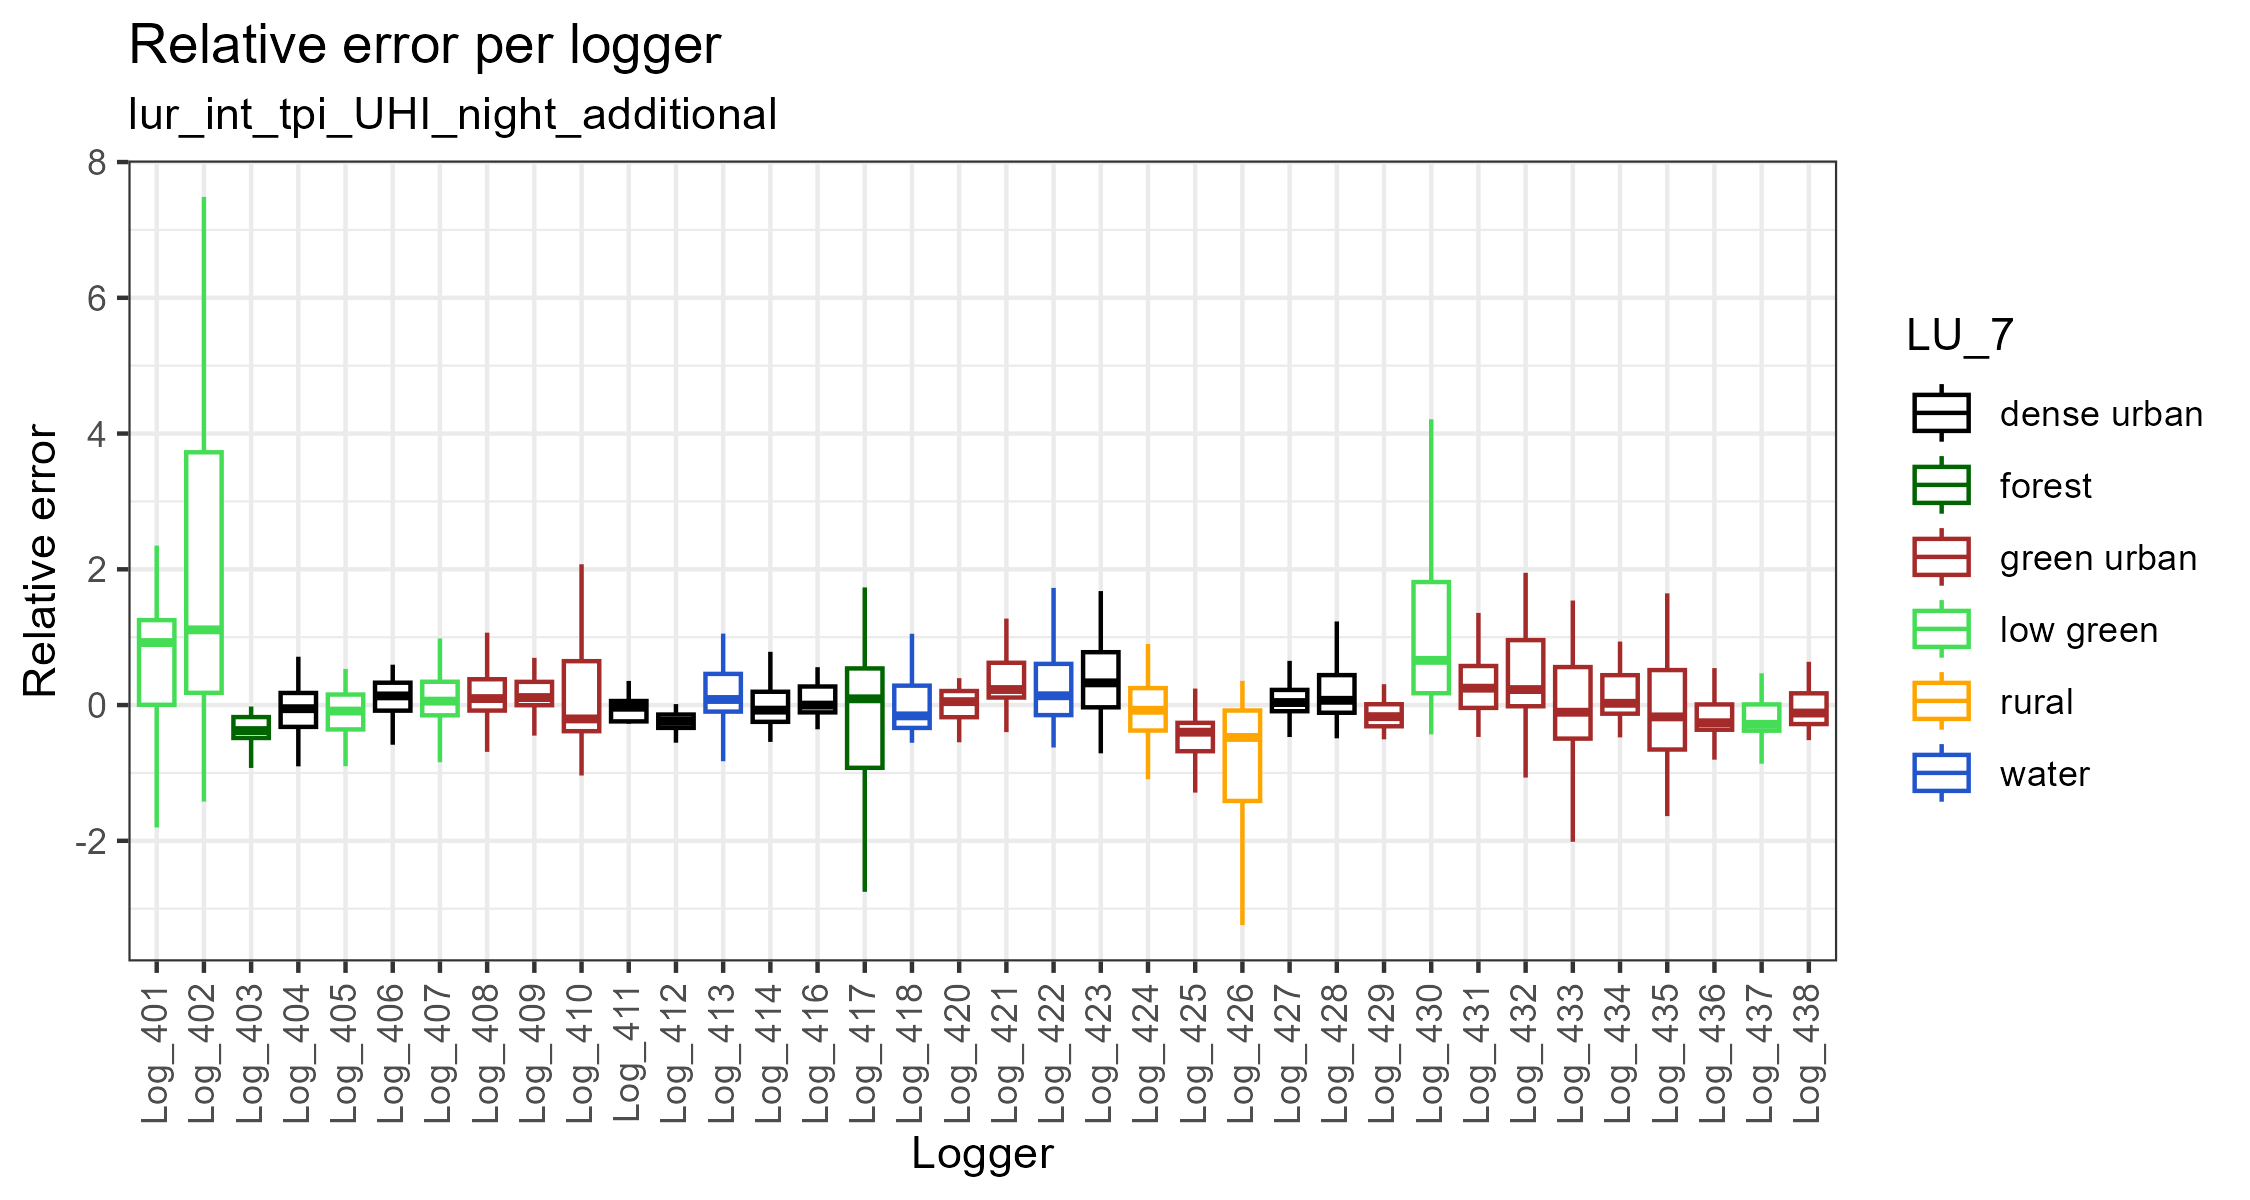 Relative error per logger
lur_int_tpi_UHI_night_additional
Relative error
8
6
4
2
0
-2
Log_401
Log_402
Log_403
Log_404
Log_405
Log_406
Log_407
Log_408
Log_409
Log_410
Log_411
Log_412
Log_413
Log_414
Log_416
Log_417
Log_418
Log_420
Log_421
Log_422
Log_423
Log_424
Log_425
Log_426
Log_427
Log_428
Log_429
Log_430
Log_431
Log_432
Log_433
Log_434
Log_435
Log_436
Log_437
Log_438
Logger
LU_7
dense urban
forest
green urban
low green
rural
water